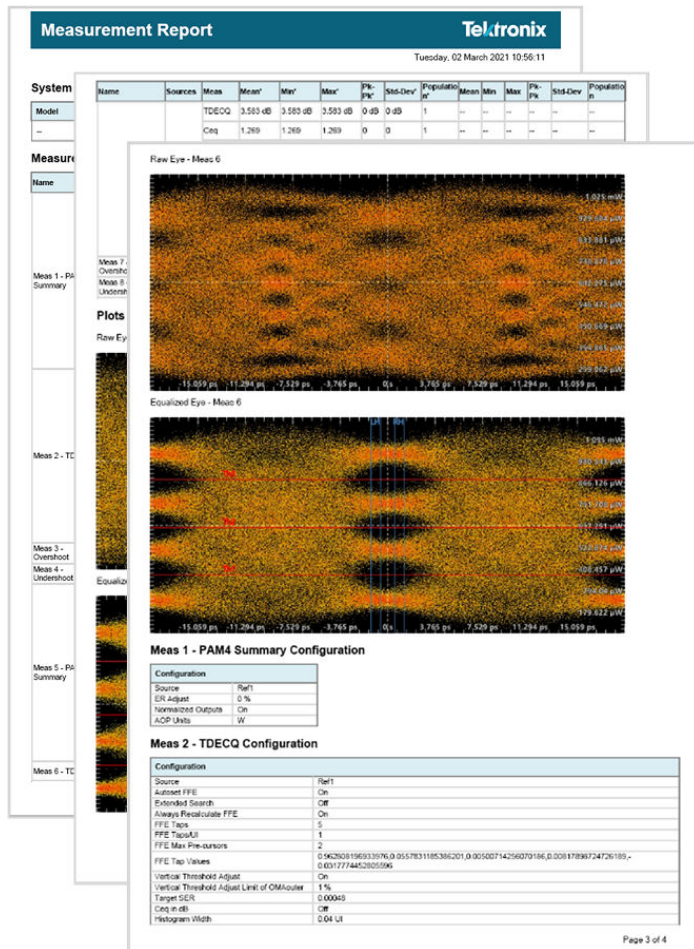 Measurement Report
Tektronix
Tuesday, 02 March 2021 10:56:11
System
Model
--
Measure
Name
Meas 1 - PA
Summary
Meas 2 - TD
Meas 3 -
Overshoot
Meas 4 -
Undershoot
Meas 5 - PA
Summary
Meas 6 - TD
Name Sources Meas Mean' Min' Max' Pk-Pk' Std-Dev' Population' Mean Min Max Pk-Pk Std-Dev Population
TDECQ 3.583 dB 3.583 dB 3.583 dB 0 dB 0 dB 1 -- -- -- -- -- --
Ceq 1.269 1.269 1.269 0 0 1 -- -- -- -- -- --
Meas 7 -
Oversho
Meas 8 -
Undersh
Plots
Raw Ey
Equalize
Raw Eye - Meas 6
1.025 mW
-15.059 ps -11.294 ps -7.529 ps -3.765 ps 0 s 3.765 ps 7.529 ps 11.294 ps 15.059 ps
Equalized Eye - Meas 6
LH RH
1.095 mW
866.126 µW
179.622 µW
-15.059 ps -11.294 ps -7.529 ps -3.765 ps 0 s 3.765 ps 7.529 ps 11.294 ps 15.059 ps
Meas 1 - PAM4 Summary Configuration
Configuration
Source Ref1
ER Adjust 0 %
Normalized Outputs On
AOP Units W
Meas 2 - TDECQ Configuration
Configuration
Source Ref1
Autoset FFE On
Extended Search Off
Always Recalculate FFE On
FFE Taps 5
FFE Taps/UI 1
FFE Max Pre-cursors 2
FFE Tap Values
Vertical Threshold Adjust On
Vertical Threshold Adjust Limit of OMAouter 1 %
Target SER 0.00048
Ceq in dB Off
Histogram Width 0.04 UI
Page 3 of 4